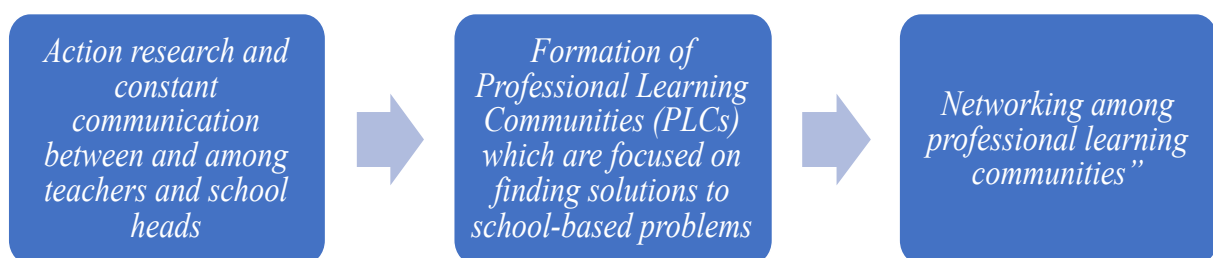 Action research and
constant
communication
between and among
teachers and school
heads
Formation of
Professional Learning
Communities (PLCs)
which are focused on
finding solutions to
school-based problems
Networking among
professional learning
communities”